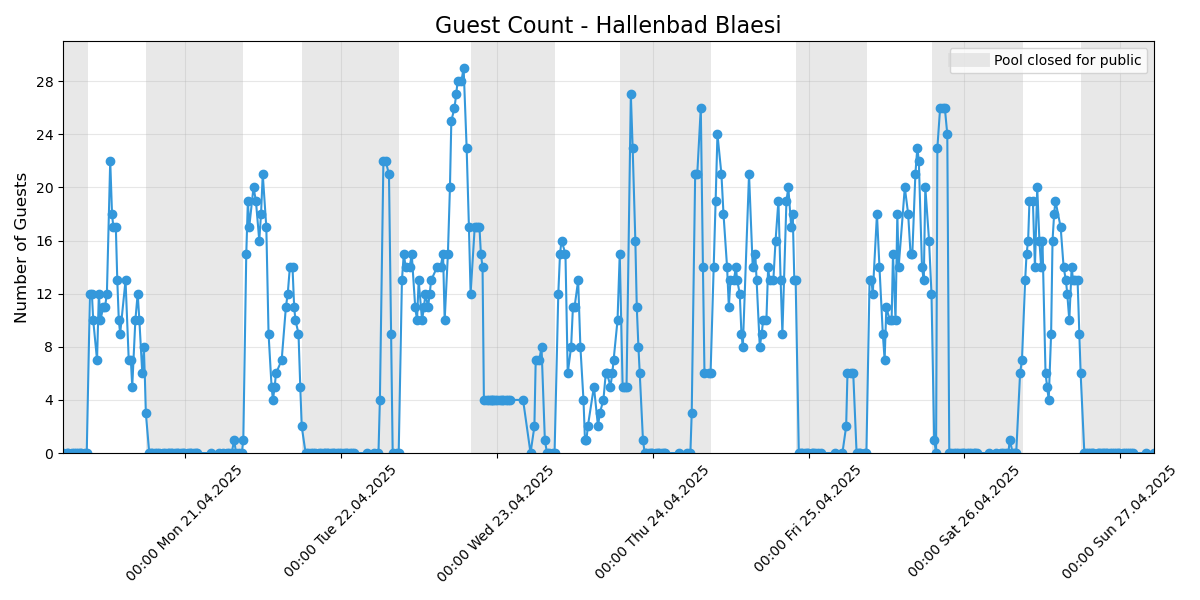 Guest Count - Hallenbad Blaesi
Pool closed for public
Number of Guests
28
24
20
16
12
8
4
0
00:00 Mon 21.04.2025
00:00 Tue 22.04.2025
00:00 Wed 23.04.2025
00:00 Thu 24.04.2025
00:00 Fri 25.04.2025
00:00 Sat 26.04.2025
00:00 Sun 27.04.2025